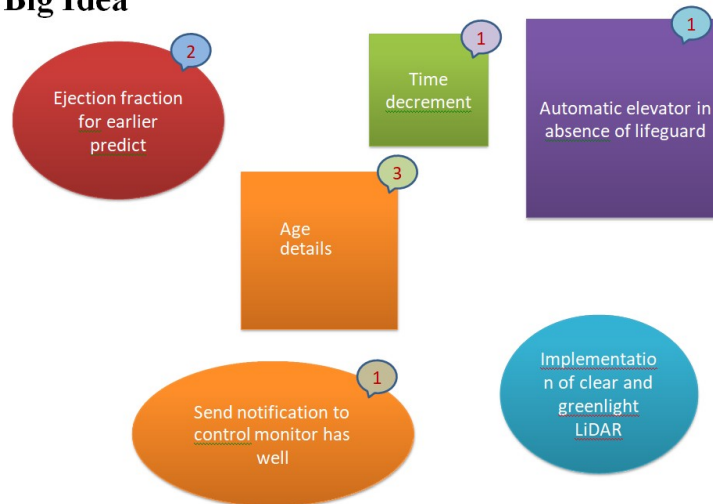 Big Idea
2
Ejection fraction
for earlier
predict
1
Time
decrement
1
Automatic elevator in
absence of lifeguard
3
Age
details
1
Send notification to
control monitor has
well
Implementatio
n of clear and
greenlight
LiDAR